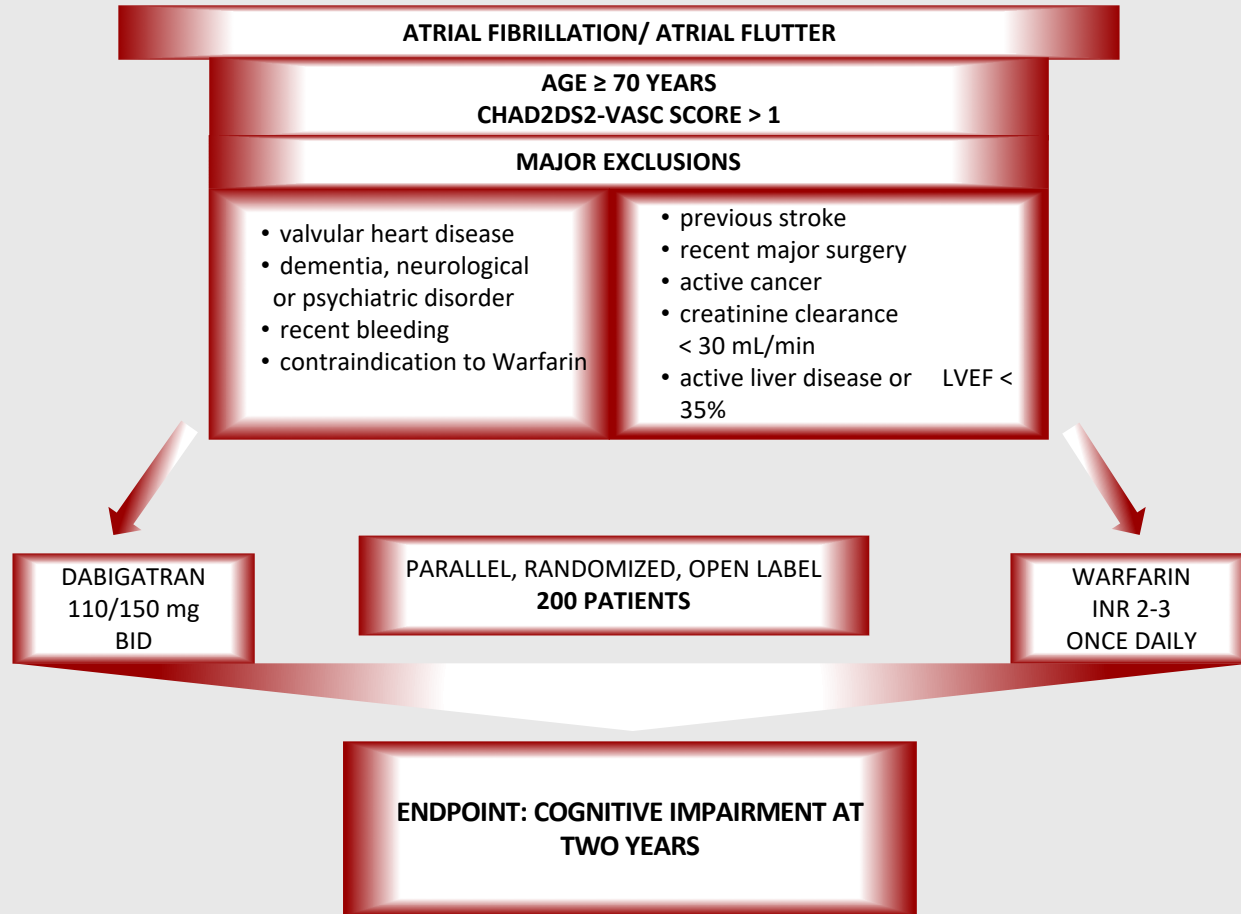 ATRIAL FIBRILLATION/ ATRIAL FLUTTER
AGE ≥ 70 YEARS
CHAD2DS2-VASC SCORE > 1
MAJOR EXCLUSIONS
• valvular heart disease
• dementia, neurological
or psychiatric disorder
• recent bleeding
• contraindication to Warfarin
• previous stroke
• recent major surgery
• active cancer
• creatinine clearance
< 30 mL/min
• active liver disease or LVEF <
35%
DABIGATRAN
110/150 mg
BID
PARALLEL, RANDOMIZED, OPEN LABEL
200 PATIENTS
WARFARIN
INR 2-3
ONCE DAILY
ENDPOINT: COGNITIVE IMPAIRMENT AT
TWO YEARS